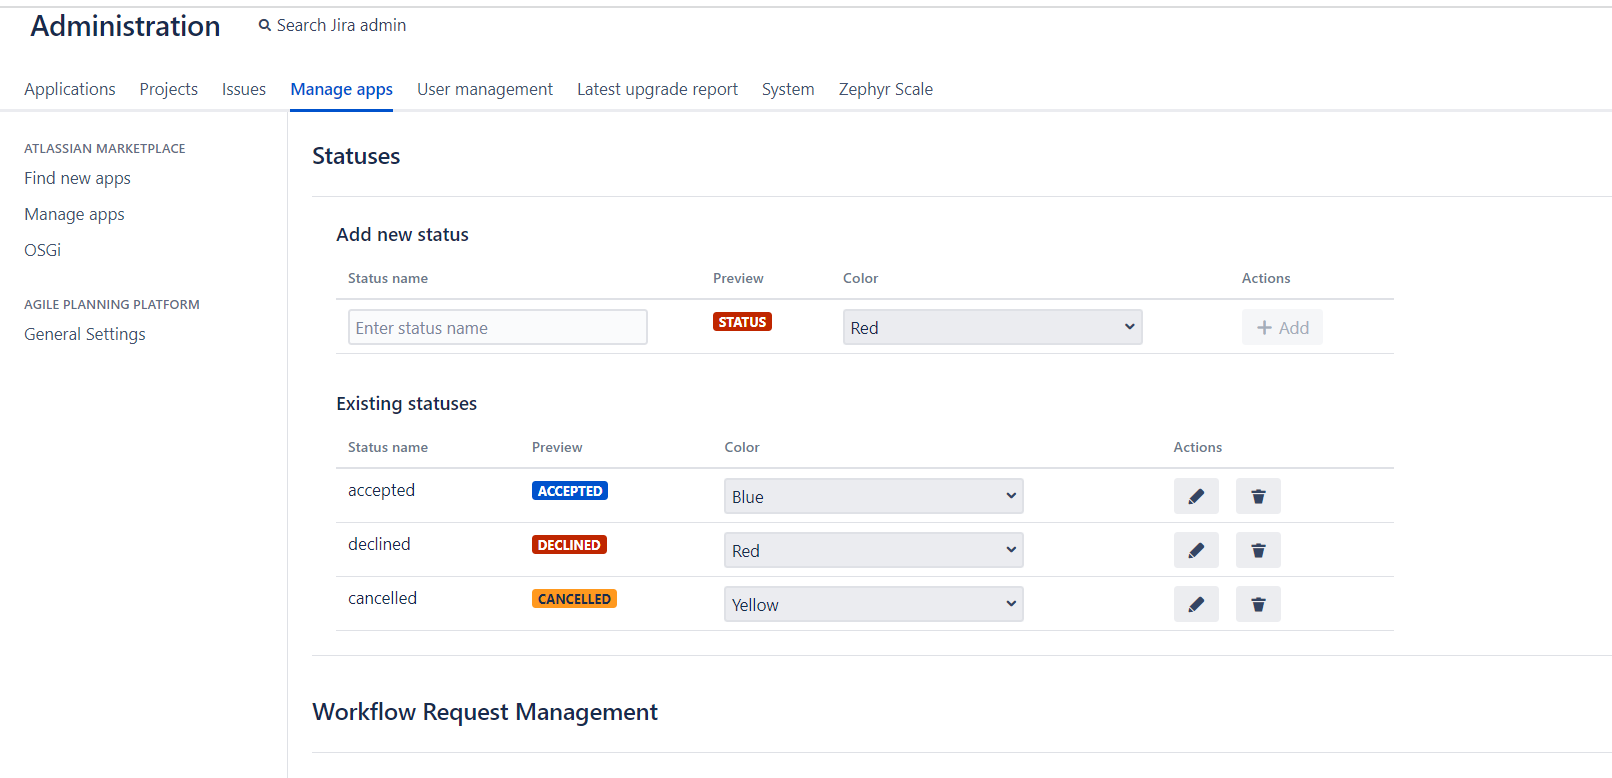 Administration
Search Jira admin
Applications Projects Issues Manage apps User management Latest upgrade report System Zephyr Scale
ATLASSIAN MARKETPLACE
Find new apps
Manage apps
OSGi
AGILE PLANNING PLATFORM
General Settings
Statuses
Add new status
Status name Preview Color Actions
Enter status name STATUS Red + Add
Existing statuses
Status name Preview Color Actions
accepted ACCEPTED Blue
declined DECLINED Red
cancelled CANCELLED Yellow
Workflow Request Management